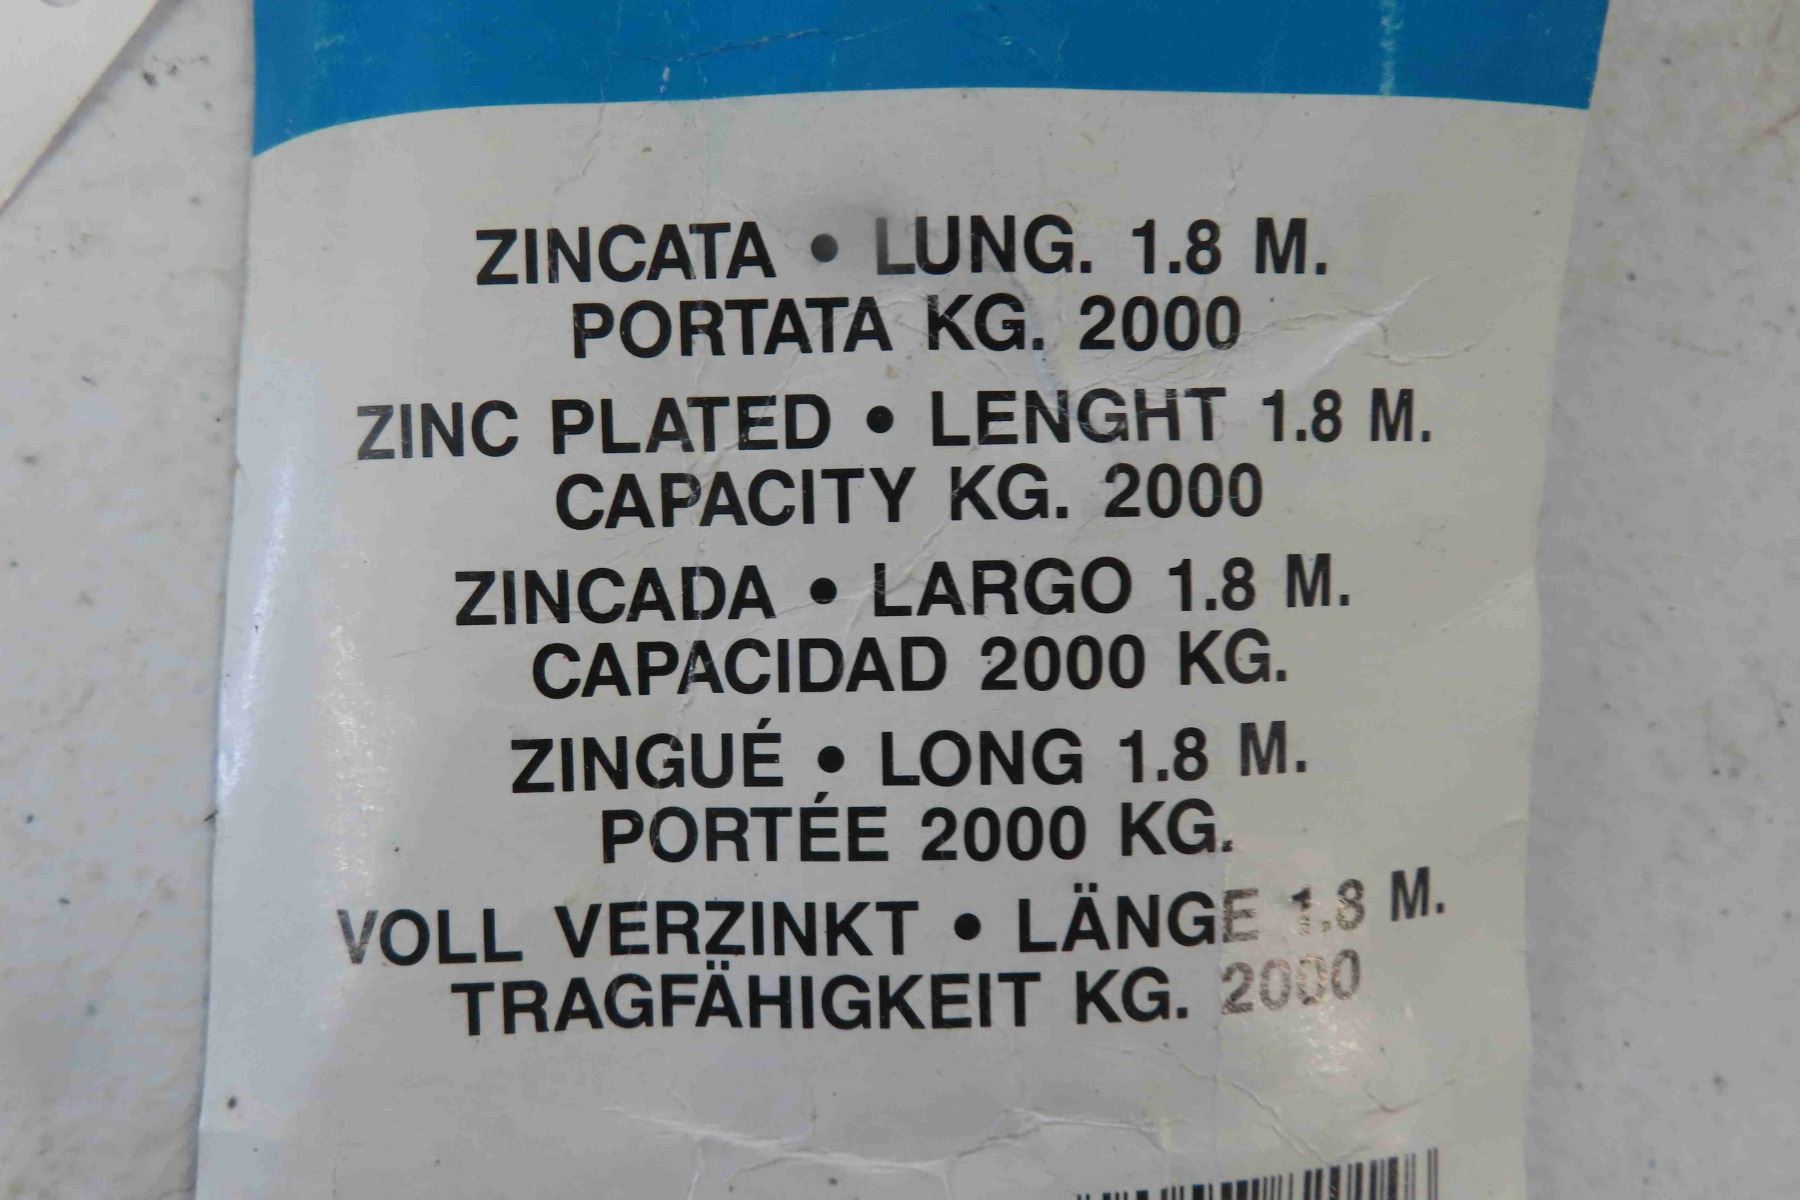 ZINCATA • LUNG. 1.8 M.
PORTATA KG. 2000
ZINC PLATED • LENGHT 1.8 M.
CAPACITY KG. 2000
ZINCADA • LARGO 1.8 M.
CAPACIDAD 2000 KG.
ZINGUÉ • LONG 1.8 M.
PORTÉE 2000 KG.
VOLL VERZINKT • LÄNGE 1.8 M.
TRAGFÄHIGKEIT KG. 2000